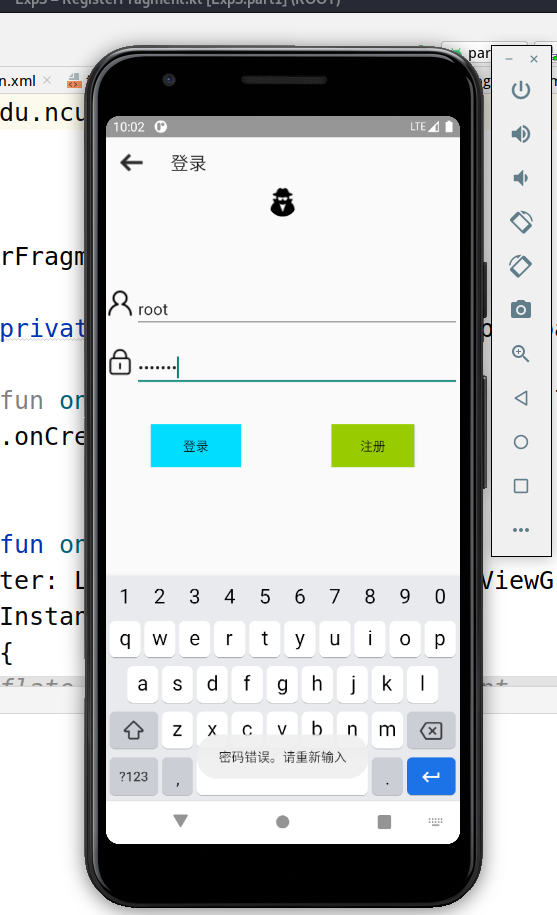 Exp5 – RegisterFragment.kt [Exp5.part1] (ROOT)
n.xml
par
du.ncu
rFragm
privat
fun on
.onCre
fun on
ter: L
ViewG
Instan
{
10:02
LTE
登录
root
•••••••
登录
注册
1 2 3 4 5 6 7 8 9 0
q w e r t y u i o p
a s d f g h j k l
z x c v b n m
密码错误。请重新输入
?123 , .